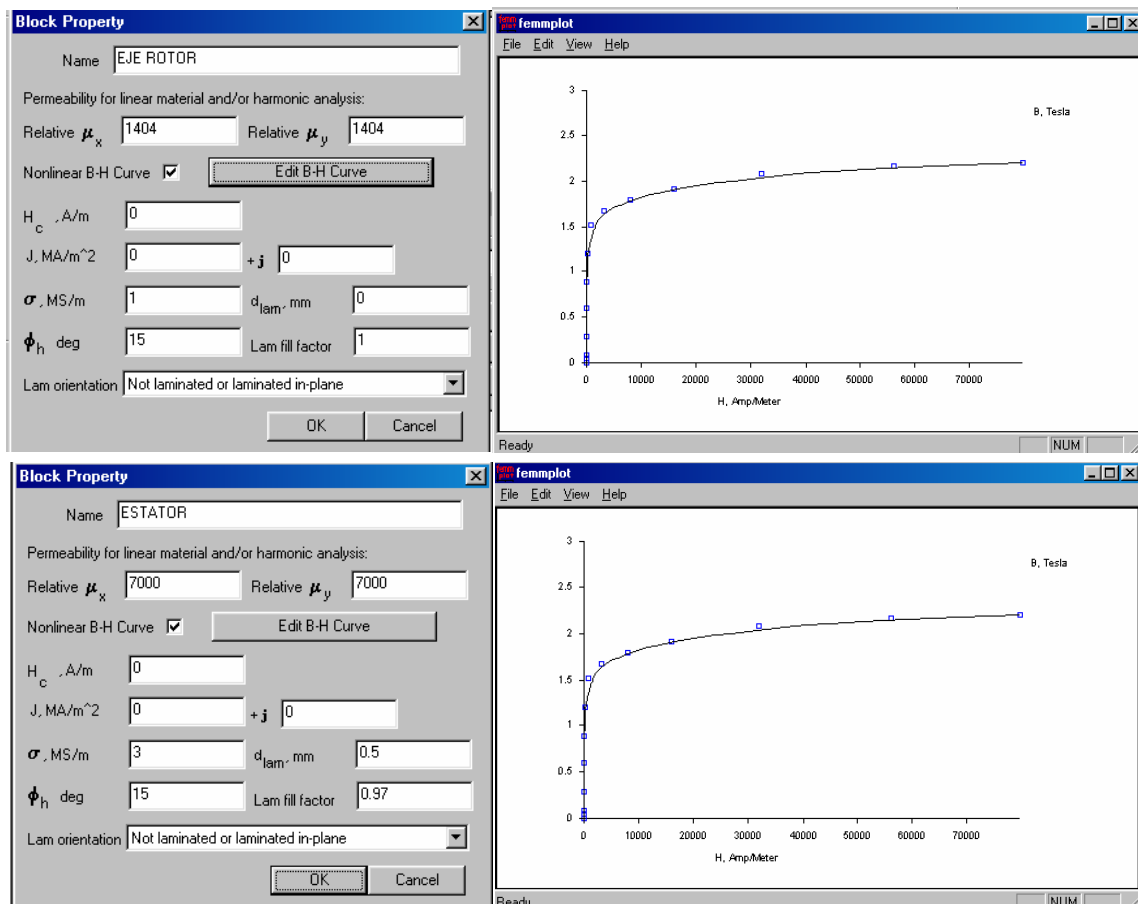 Block Property
Name EJE ROTOR
Permeability for linear material and/or harmonic analysis:
Relative μx 1404 Relative μy 1404
Nonlinear B-H Curve Edit B-H Curve
Hc , A/m 0
J, MA/m^2 0 + j 0
σ, MS/m 1 dlam, mm 0
ϕh deg 15 Lam fill factor 1
Lam orientation Not laminated or laminated in-plane
OK Cancel
femm plot femmplot
File Edit View Help
3
B, Tesla
2.5
2
1.5
1
0.5
0
0 10000 20000 30000 40000 50000 60000 70000
H, Amp/Meter
Ready NUM
Block Property
Name ESTATOR
Permeability for linear material and/or harmonic analysis:
Relative μx 7000 Relative μy 7000
Nonlinear B-H Curve Edit B-H Curve
Hc , A/m 0
J, MA/m^2 0 + j 0
σ, MS/m 3 dlam, mm 0.5
ϕh deg 15 Lam fill factor 0.97
Lam orientation Not laminated or laminated in-plane
OK Cancel
femm plot femmplot
File Edit View Help
3
B, Tesla
2.5
2
1.5
1
0.5
0
0 10000 20000 30000 40000 50000 60000 70000
H, Amp/Meter
Ready NUM